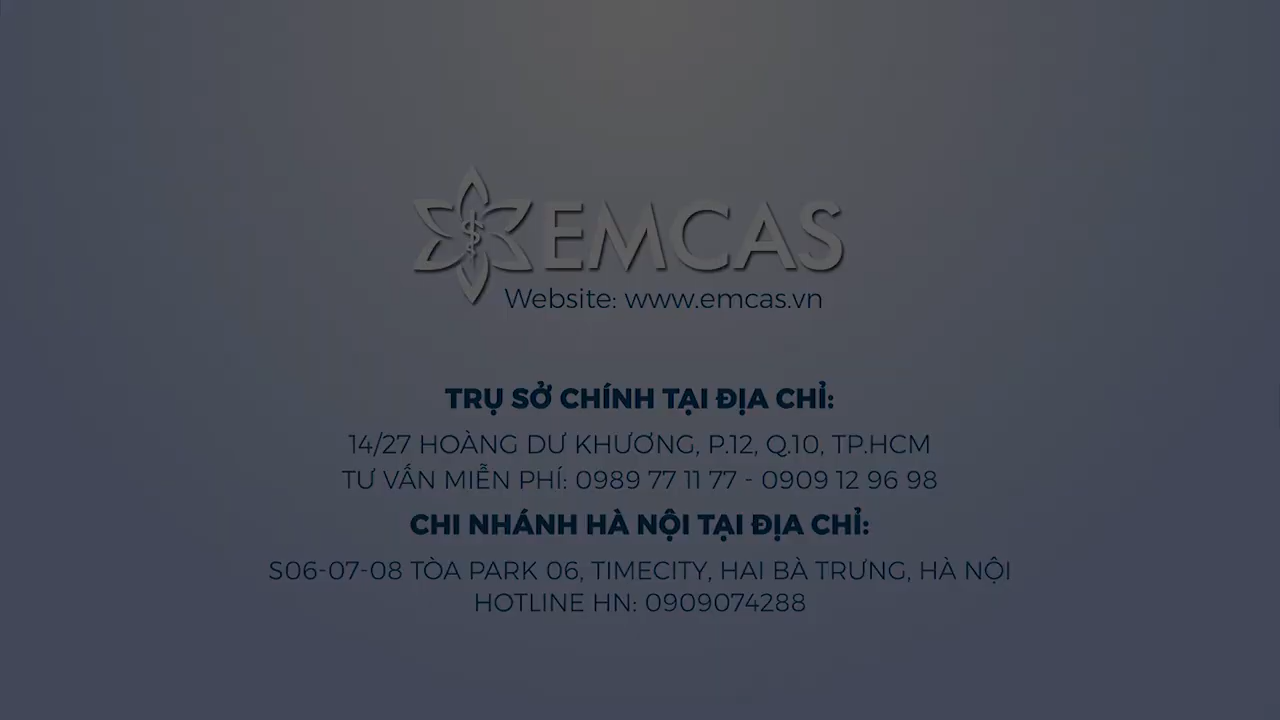 EMCAS
Website: www.emcas.vn
TRỤ SỞ CHÍNH TẠI ĐỊA CHỈ:
14/27 HOÀNG DƯ KHƯƠNG, P.12, Q.10, TP.HCM
TƯ VẤN MIỄN PHÍ: 0989 77 11 77 - 0909 12 96 98
CHI NHÁNH HÀ NỘI TẠI ĐỊA CHỈ:
S06-07-08 TÒA PARK 06, TIMECITY, HAI BÀ TRƯNG, HÀ NỘI
HOTLINE HN: 0909074288